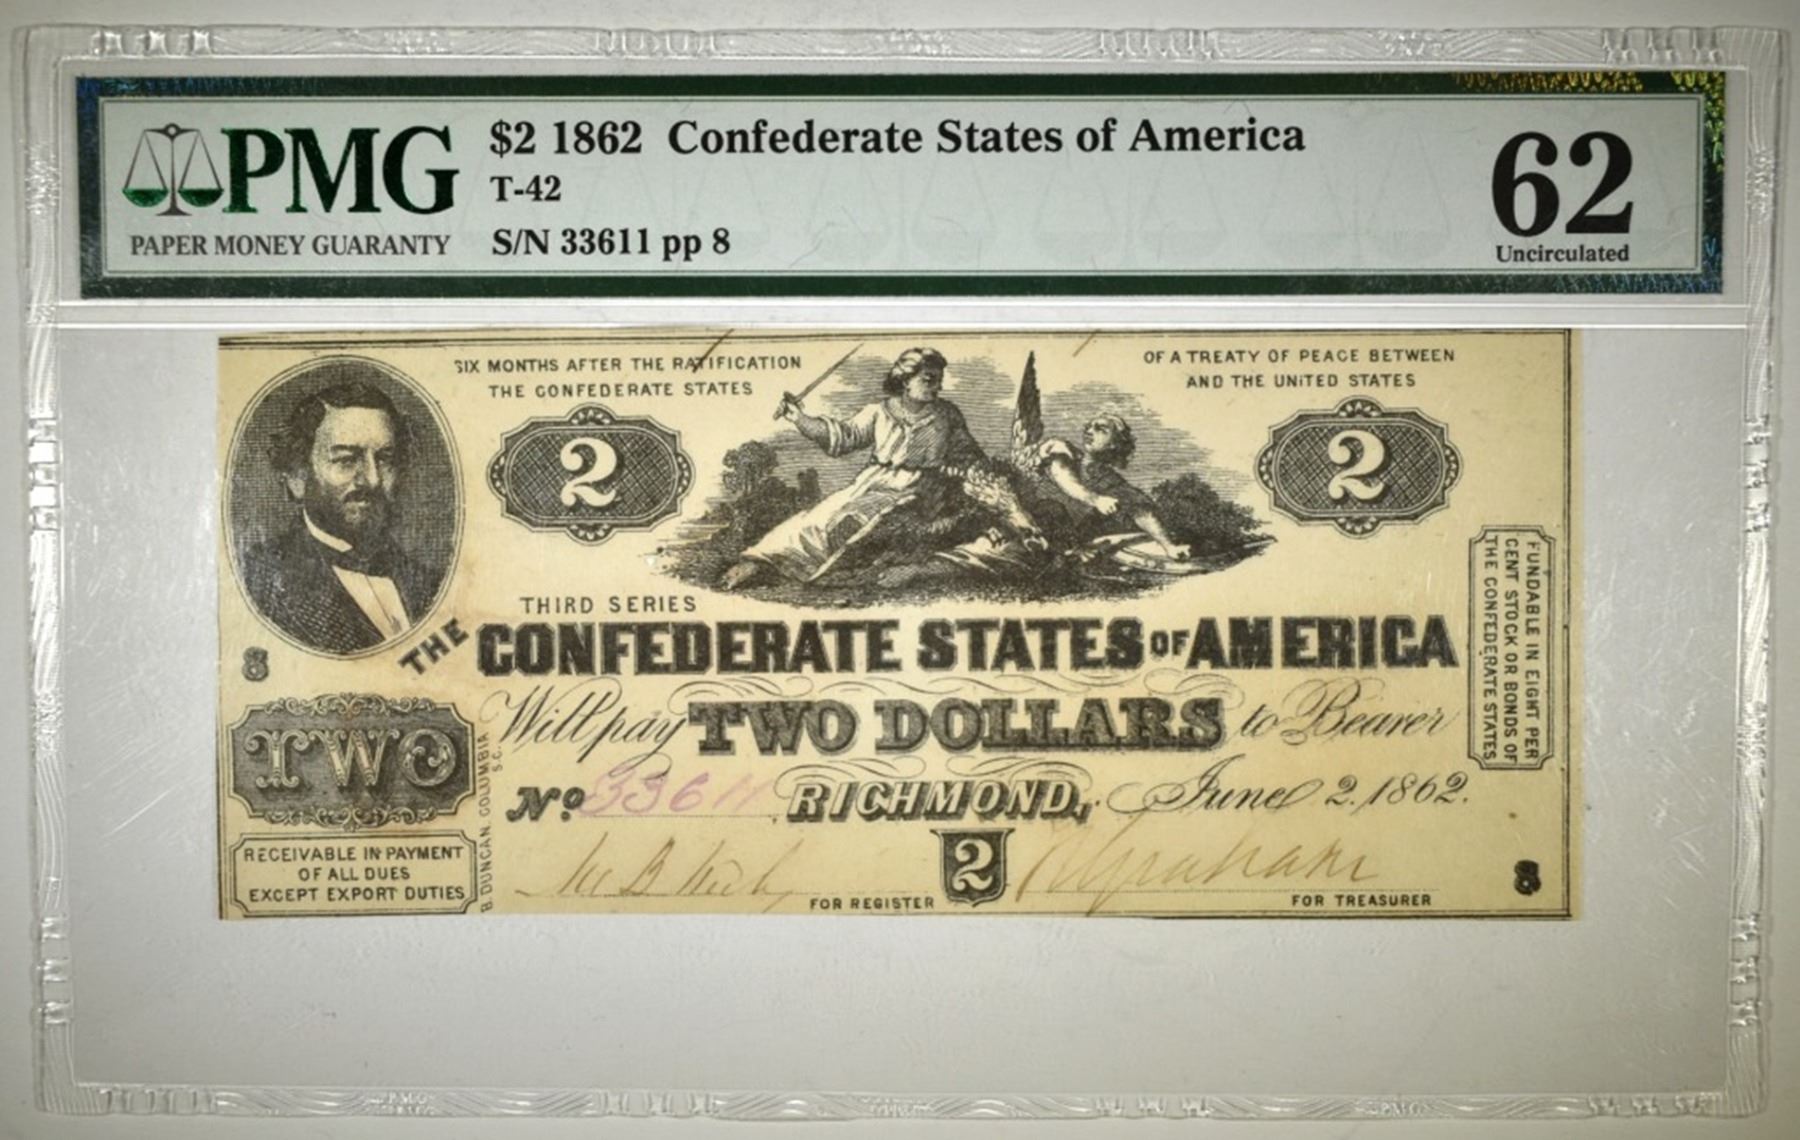 PMG
PAPER MONEY GUARANTY
$2 1862 Confederate States of America
T-42
S/N 33611 pp 8
62
Uncirculated
SIX MONTHS AFTER THE RATIFICATION
THE CONFEDERATE STATES
OF A TREATY OF PEACE BETWEEN
AND THE UNITED STATES
2
2
THIRD SERIES
THE CONFEDERATE STATES OF AMERICA
8
Will pay TWO DOLLARS to Bearer
TWO
No. 33611 RICHMOND, June 2. 1862.
FUNDABLE IN EIGHT PER
CENT STOCK OR BONDS OF
THE CONFEDERATE STATES
B. DUNCAN. COLUMBIA
S.C.
RECEIVABLE IN PAYMENT
OF ALL DUES
EXCEPT EXPORT DUTIES
2
FOR REGISTER
FOR TREASURER
8